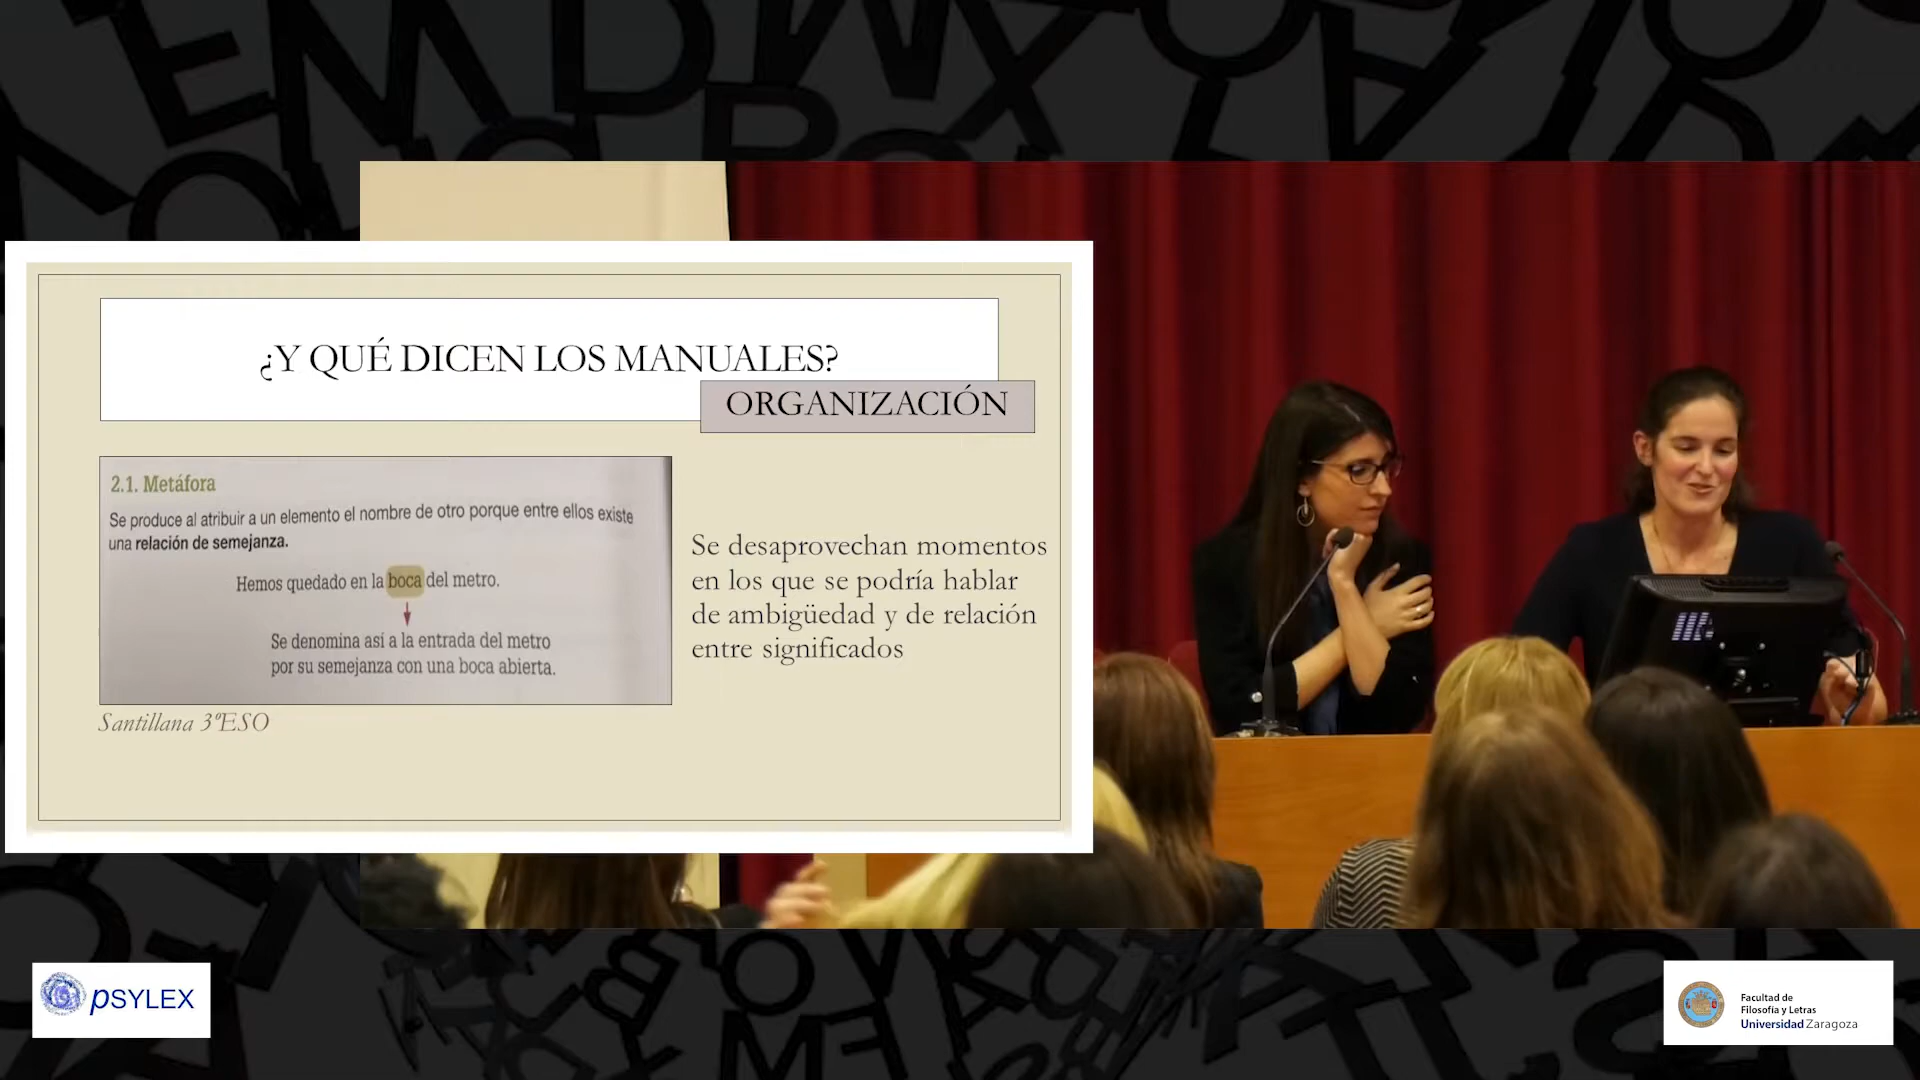 ¿Y QUÉ DICEN LOS MANUALES?
ORGANIZACIÓN
2.1. Metáfora
Se produce al atribuir a un elemento el nombre de otro porque entre ellos existe
una relación de semejanza.
Hemos quedado en la boca del metro.
Se denomina así a la entrada del metro
por su semejanza con una boca abierta.
Santillana 3ºESO
Se desaprovechan momentos
en los que se podría hablar
de ambigüedad y de relación
entre significados
PSYLEX
Facultad de
Filosofía y Letras
Universidad Zaragoza